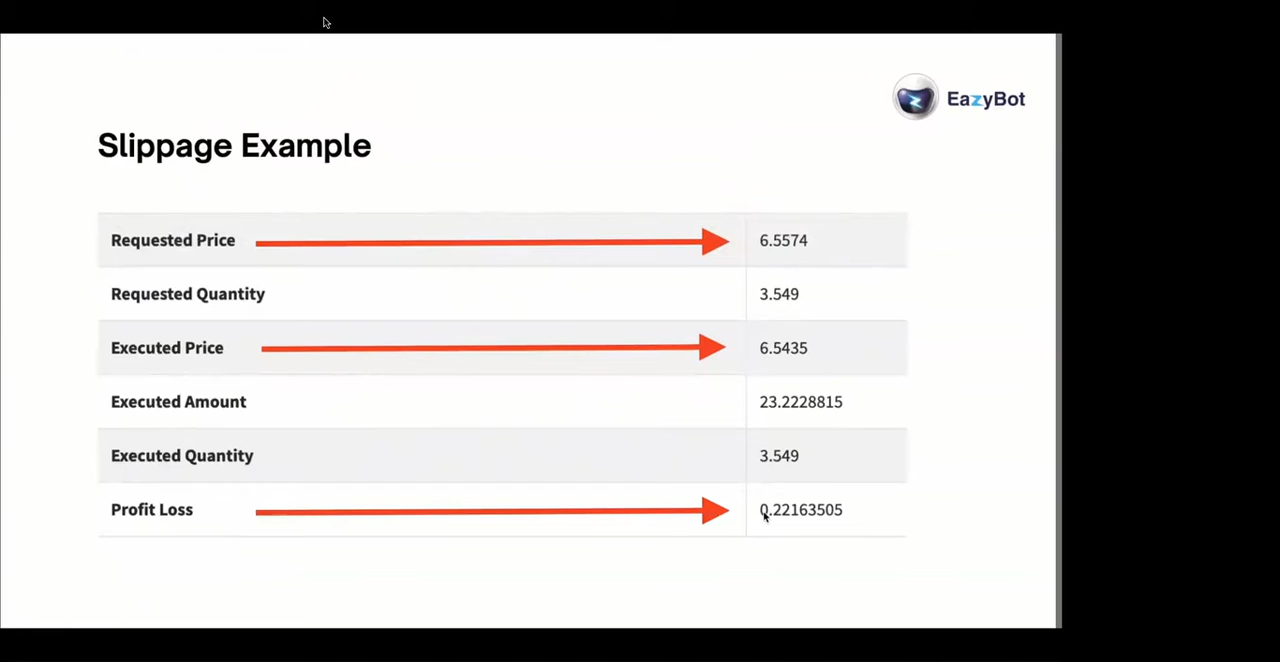 EazyBot
Slippage Example
Requested Price 6.5574
Requested Quantity 3.549
Executed Price 6.5435
Executed Amount 23.2228815
Executed Quantity 3.549
Profit Loss 0.22163505